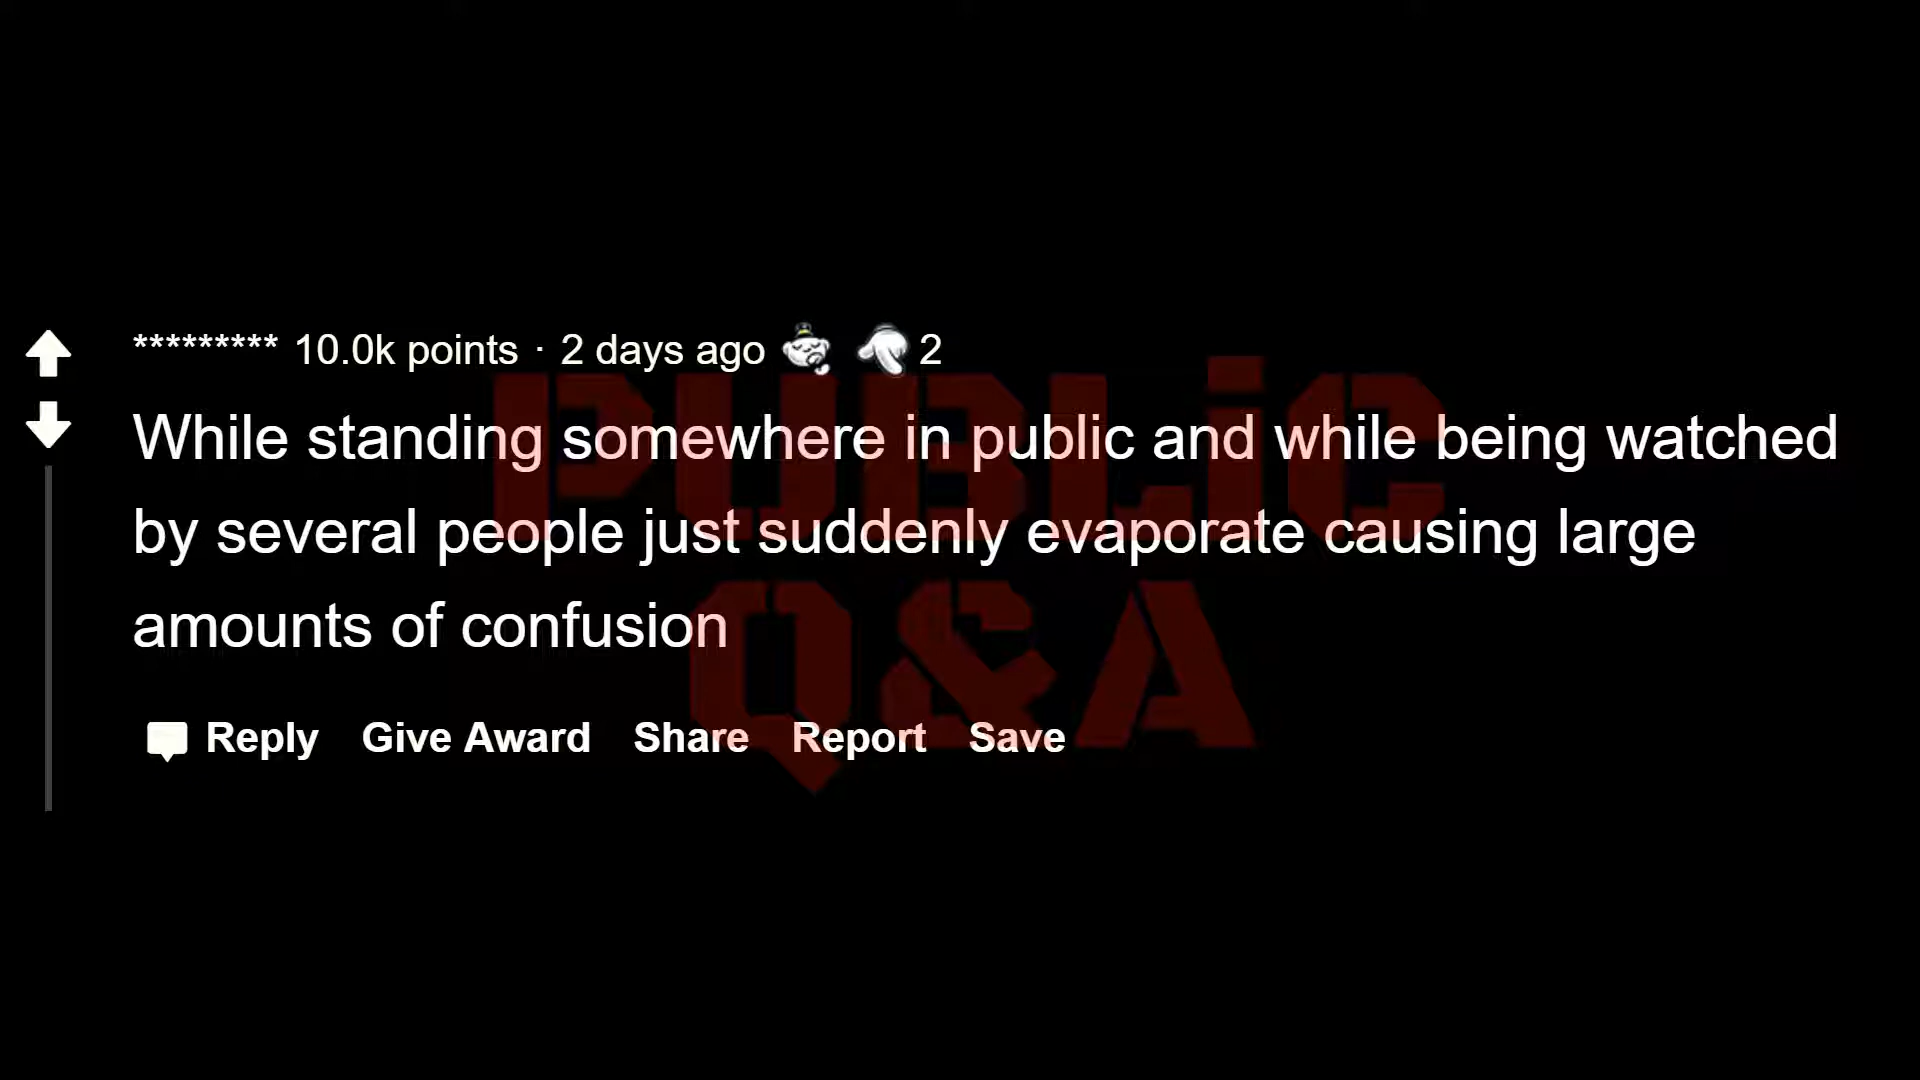 ********* 10.0k points · 2 days ago 2
While standing somewhere in public and while being watched
by several people just suddenly evaporate causing large
amounts of confusion
Reply Give Award Share Report Save
PUBLiC
Q&A